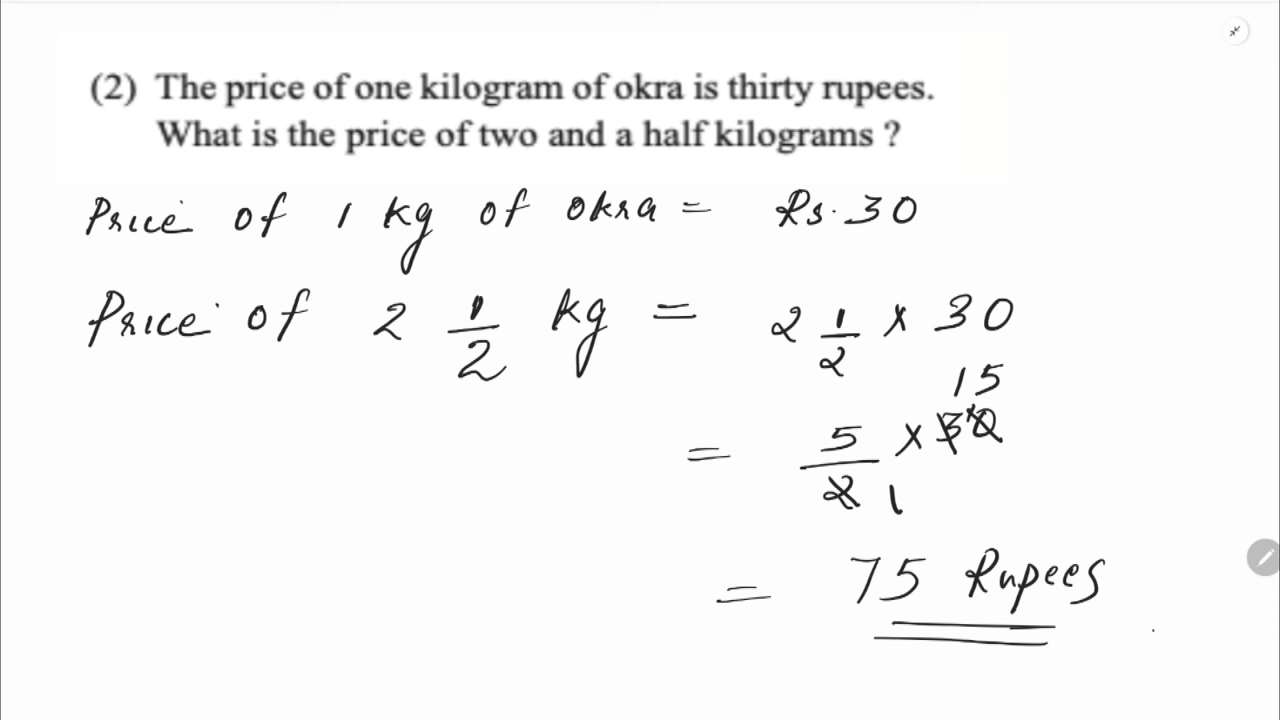 (2) The price of one kilogram of okra is thirty rupees.
What is the price of two and a half kilograms ?
Price of 1 kg of okra = Rs. 30
Price of 2 1/2 kg = 2 1/2 x 30
15
= 5/2 x 30
1
= 75 Rupees